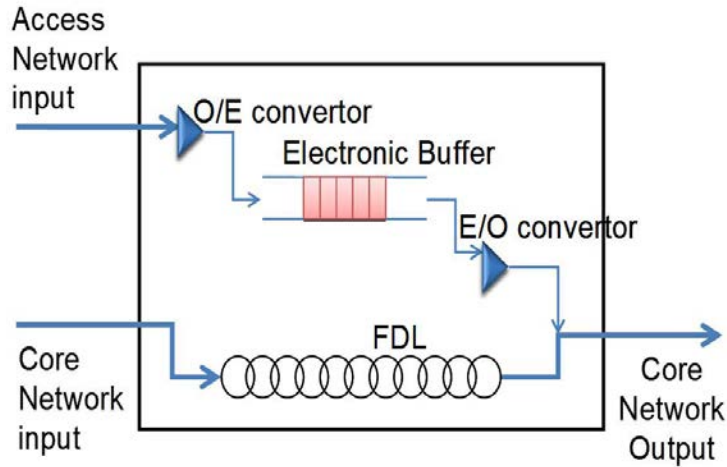 Access
Network
input
O/E convertor
Electronic Buffer
E/O convertor
FDL
Core
Network
input
Core
Network
Output